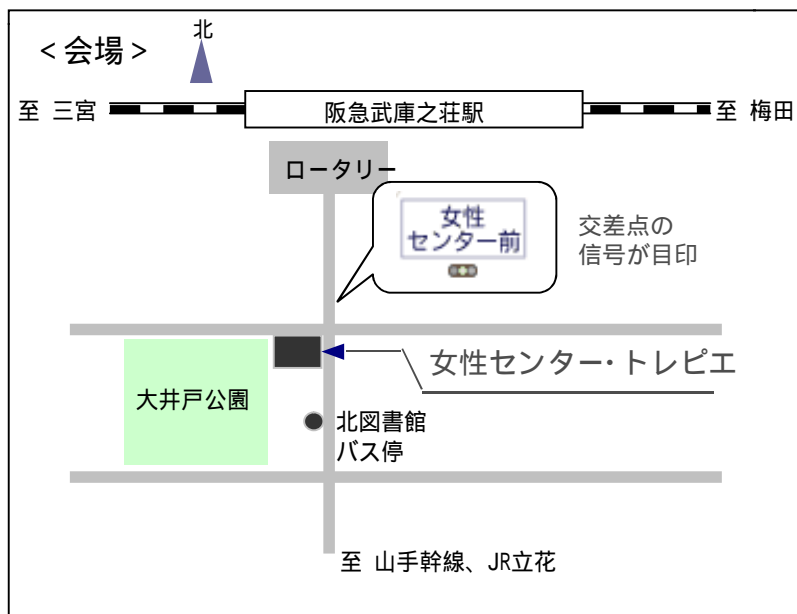 ＜会場＞
北
至 三宮
阪急武庫之荘駅
至 梅田
ロータリー
女性
センター前
交差点の
信号が目印
女性センター・トレピエ
大井戸公園
北図書館
バス停
至 山手幹線、JR立花